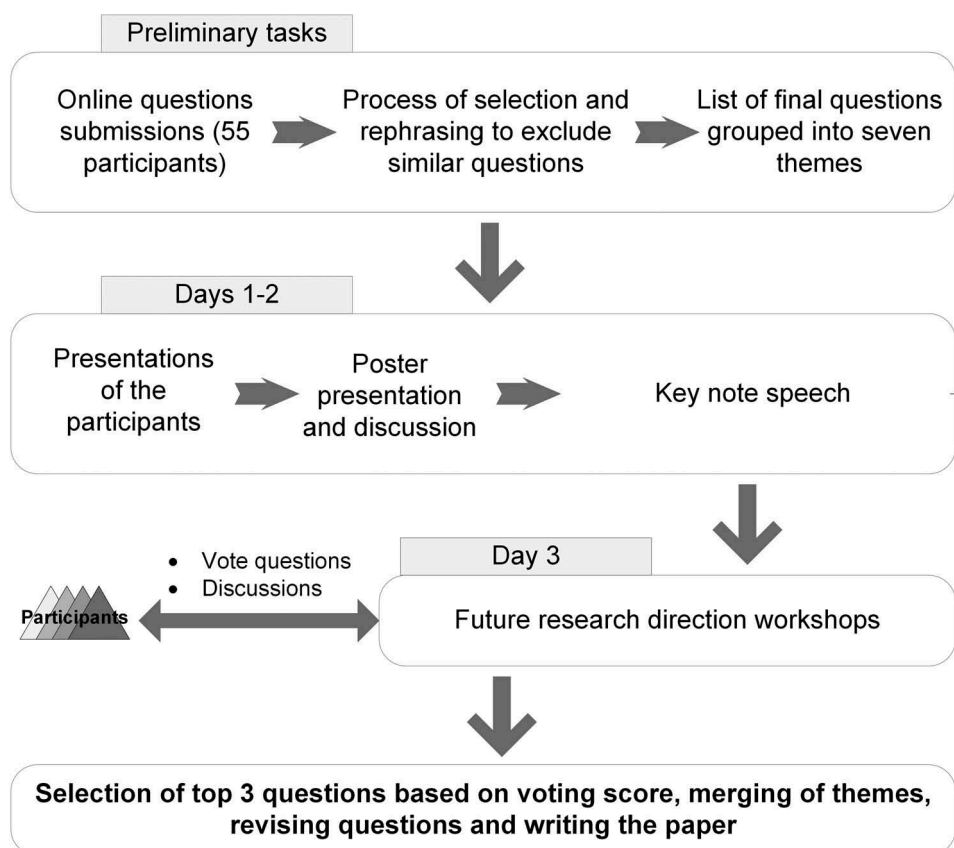 Preliminary tasks
Online questions
submissions (55
participants)
Process of selection and
rephrasing to exclude
similar questions
List of final questions
grouped into seven
themes
Days 1-2
Presentations
of the
participants
Poster
presentation
and discussion
Key note speech
Day 3
• Vote questions
• Discussions
Participants
Future research direction workshops
Selection of top 3 questions based on voting score, merging of themes,
revising questions and writing the paper